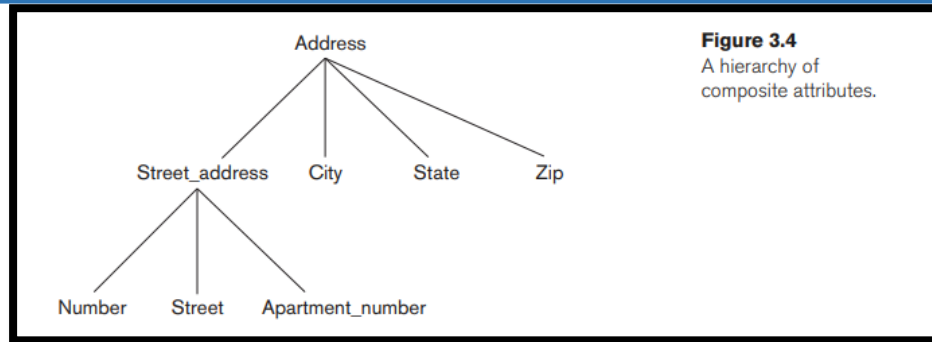 Address
Figure 3.4
A hierarchy of
composite attributes.
Street_address City State Zip
Number Street Apartment_number